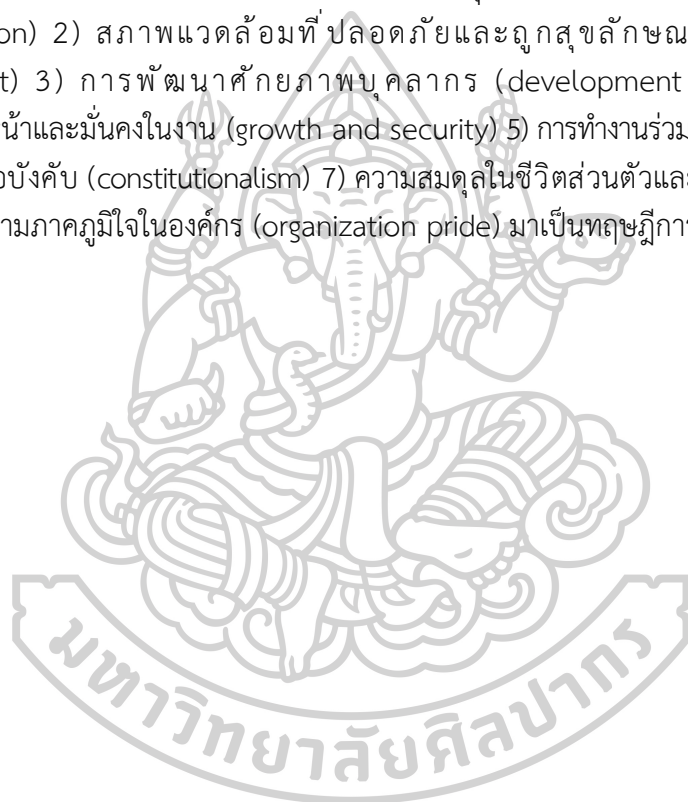 on) 2) สภาพแวดล้อมที่ปลอดภัยและถูกสุขลักษณ
t) 3) การพัฒนาศักยภาพบุคลากร (development
น้าและมั่นคงในงาน (growth and security) 5) การทำงานร่วม
อบังคับ (constitutionalism) 7) ความสมดุลในชีวิตส่วนตัวและ
ามภาคภูมิใจในองค์กร (organization pride) มาเป็นทฤษฎีกา
มหาวิทยาลัยศิลปากร